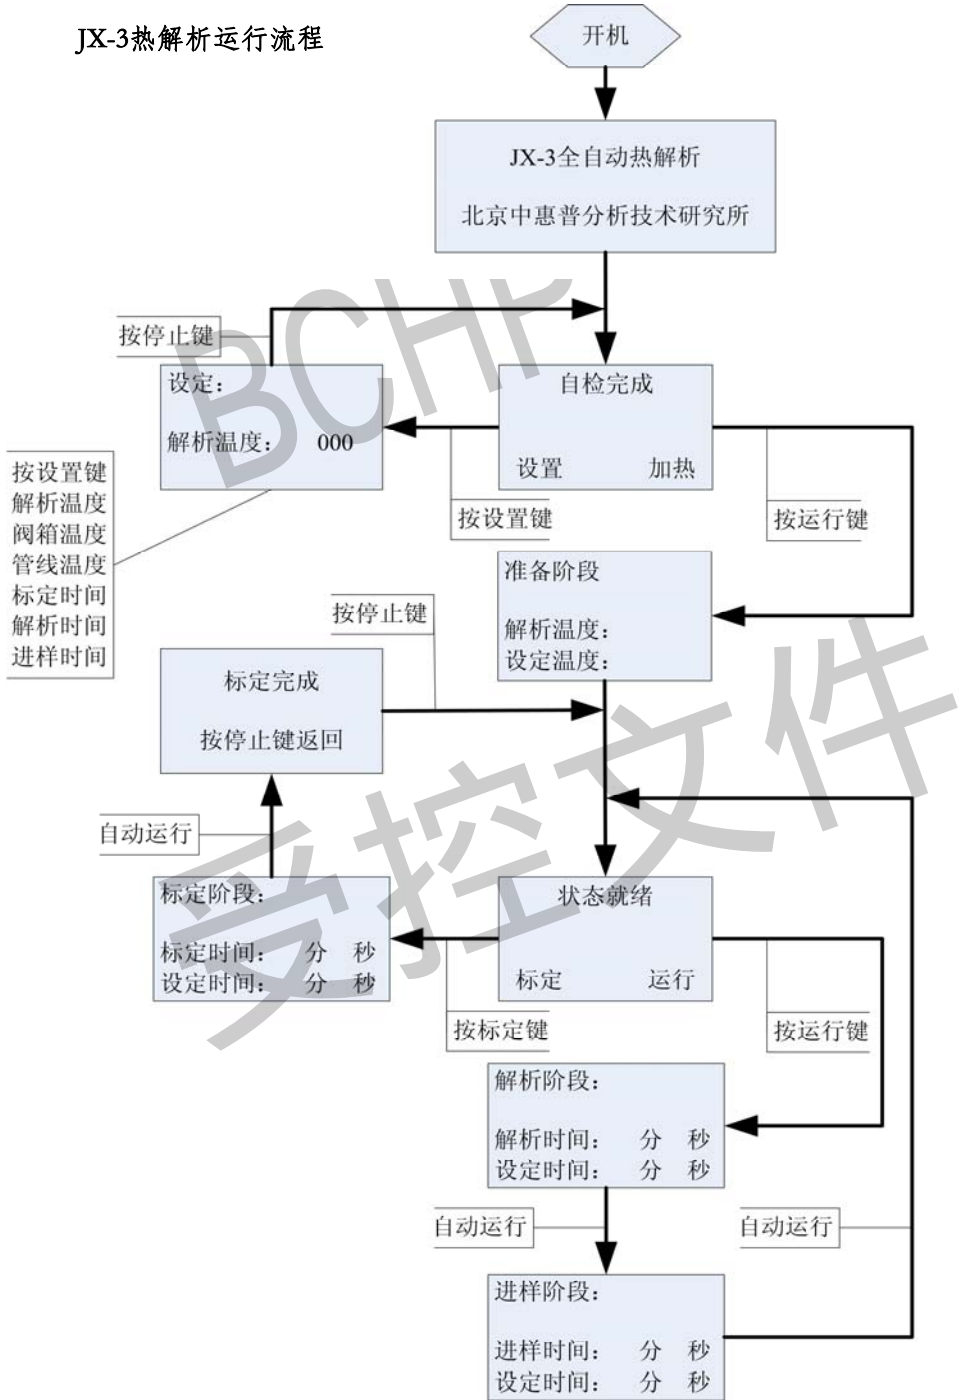 JX-3热解析运行流程
开机
JX-3全自动热解析
北京中惠普分析技术研究所
按停止键
设定：
解析温度： 000
自检完成
设置 加热
按设置键
解析温度
阀箱温度
管线温度
标定时间
解析时间
进样时间
按设置键
按运行键
准备阶段
解析温度：
设定温度：
按停止键
标定完成
按停止键返回
自动运行
标定阶段：
标定时间： 分 秒
设定时间： 分 秒
状态就绪
标定 运行
按标定键
按运行键
解析阶段：
解析时间： 分 秒
设定时间： 分 秒
自动运行
自动运行
进样阶段：
进样时间： 分 秒
设定时间： 分 秒
BCHP
受控文件